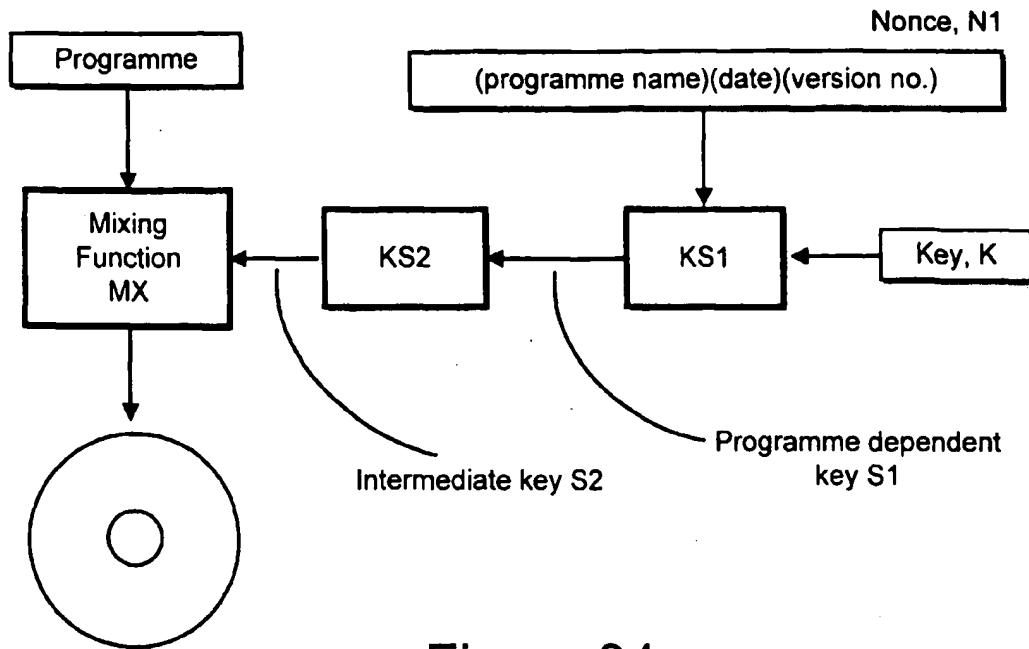 Nonce, N1
Programme
(programme name)(date)(version no.)
Mixing
Function
MX
KS2
KS1
Key, K
Intermediate key S2
Programme dependent
key S1